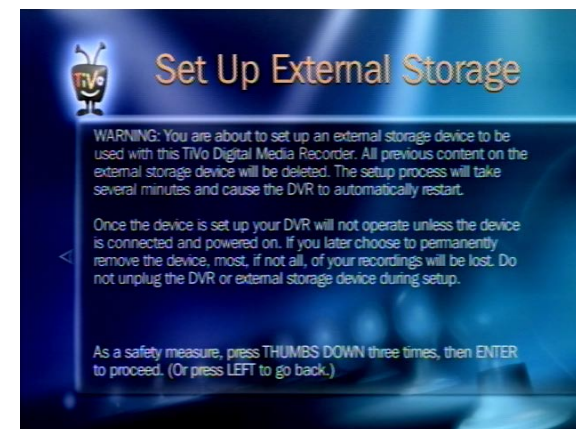 TiVo
Set Up External Storage
WARNING: You are about to set up an external storage device to be
used with this TiVo Digital Media Recorder. All previous content on the
external storage device will be deleted. The setup process will take
several minutes and cause the DVR to automatically restart.
Once the device is set up your DVR will not operate unless the device
is connected and powered on. If you later choose to permanently
remove the device, most, if not all, of your recordings will be lost. Do
not unplug the DVR or external storage device during setup.
As a safety measure, press THUMBS DOWN three times, then ENTER
to proceed. (Or press LEFT to go back.)